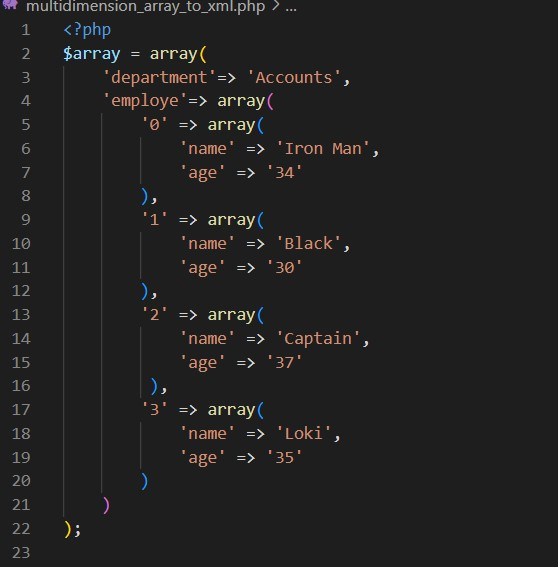 multidimension_array_to_xml.php > ...
1 <?php
2 $array = array(
3     'department'=> 'Accounts',
4     'employe'=> array(
5         '0' => array(
6             'name' => 'Iron Man',
7             'age' => '34'
8         ),
9         '1' => array(
10             'name' => 'Black',
11             'age' => '30'
12         ),
13         '2' => array(
14             'name' => 'Captain',
15             'age' => '37'
16          ),
17         '3' => array(
18             'name' => 'Loki',
19             'age' => '35'
20         )
21     )
22 );
23